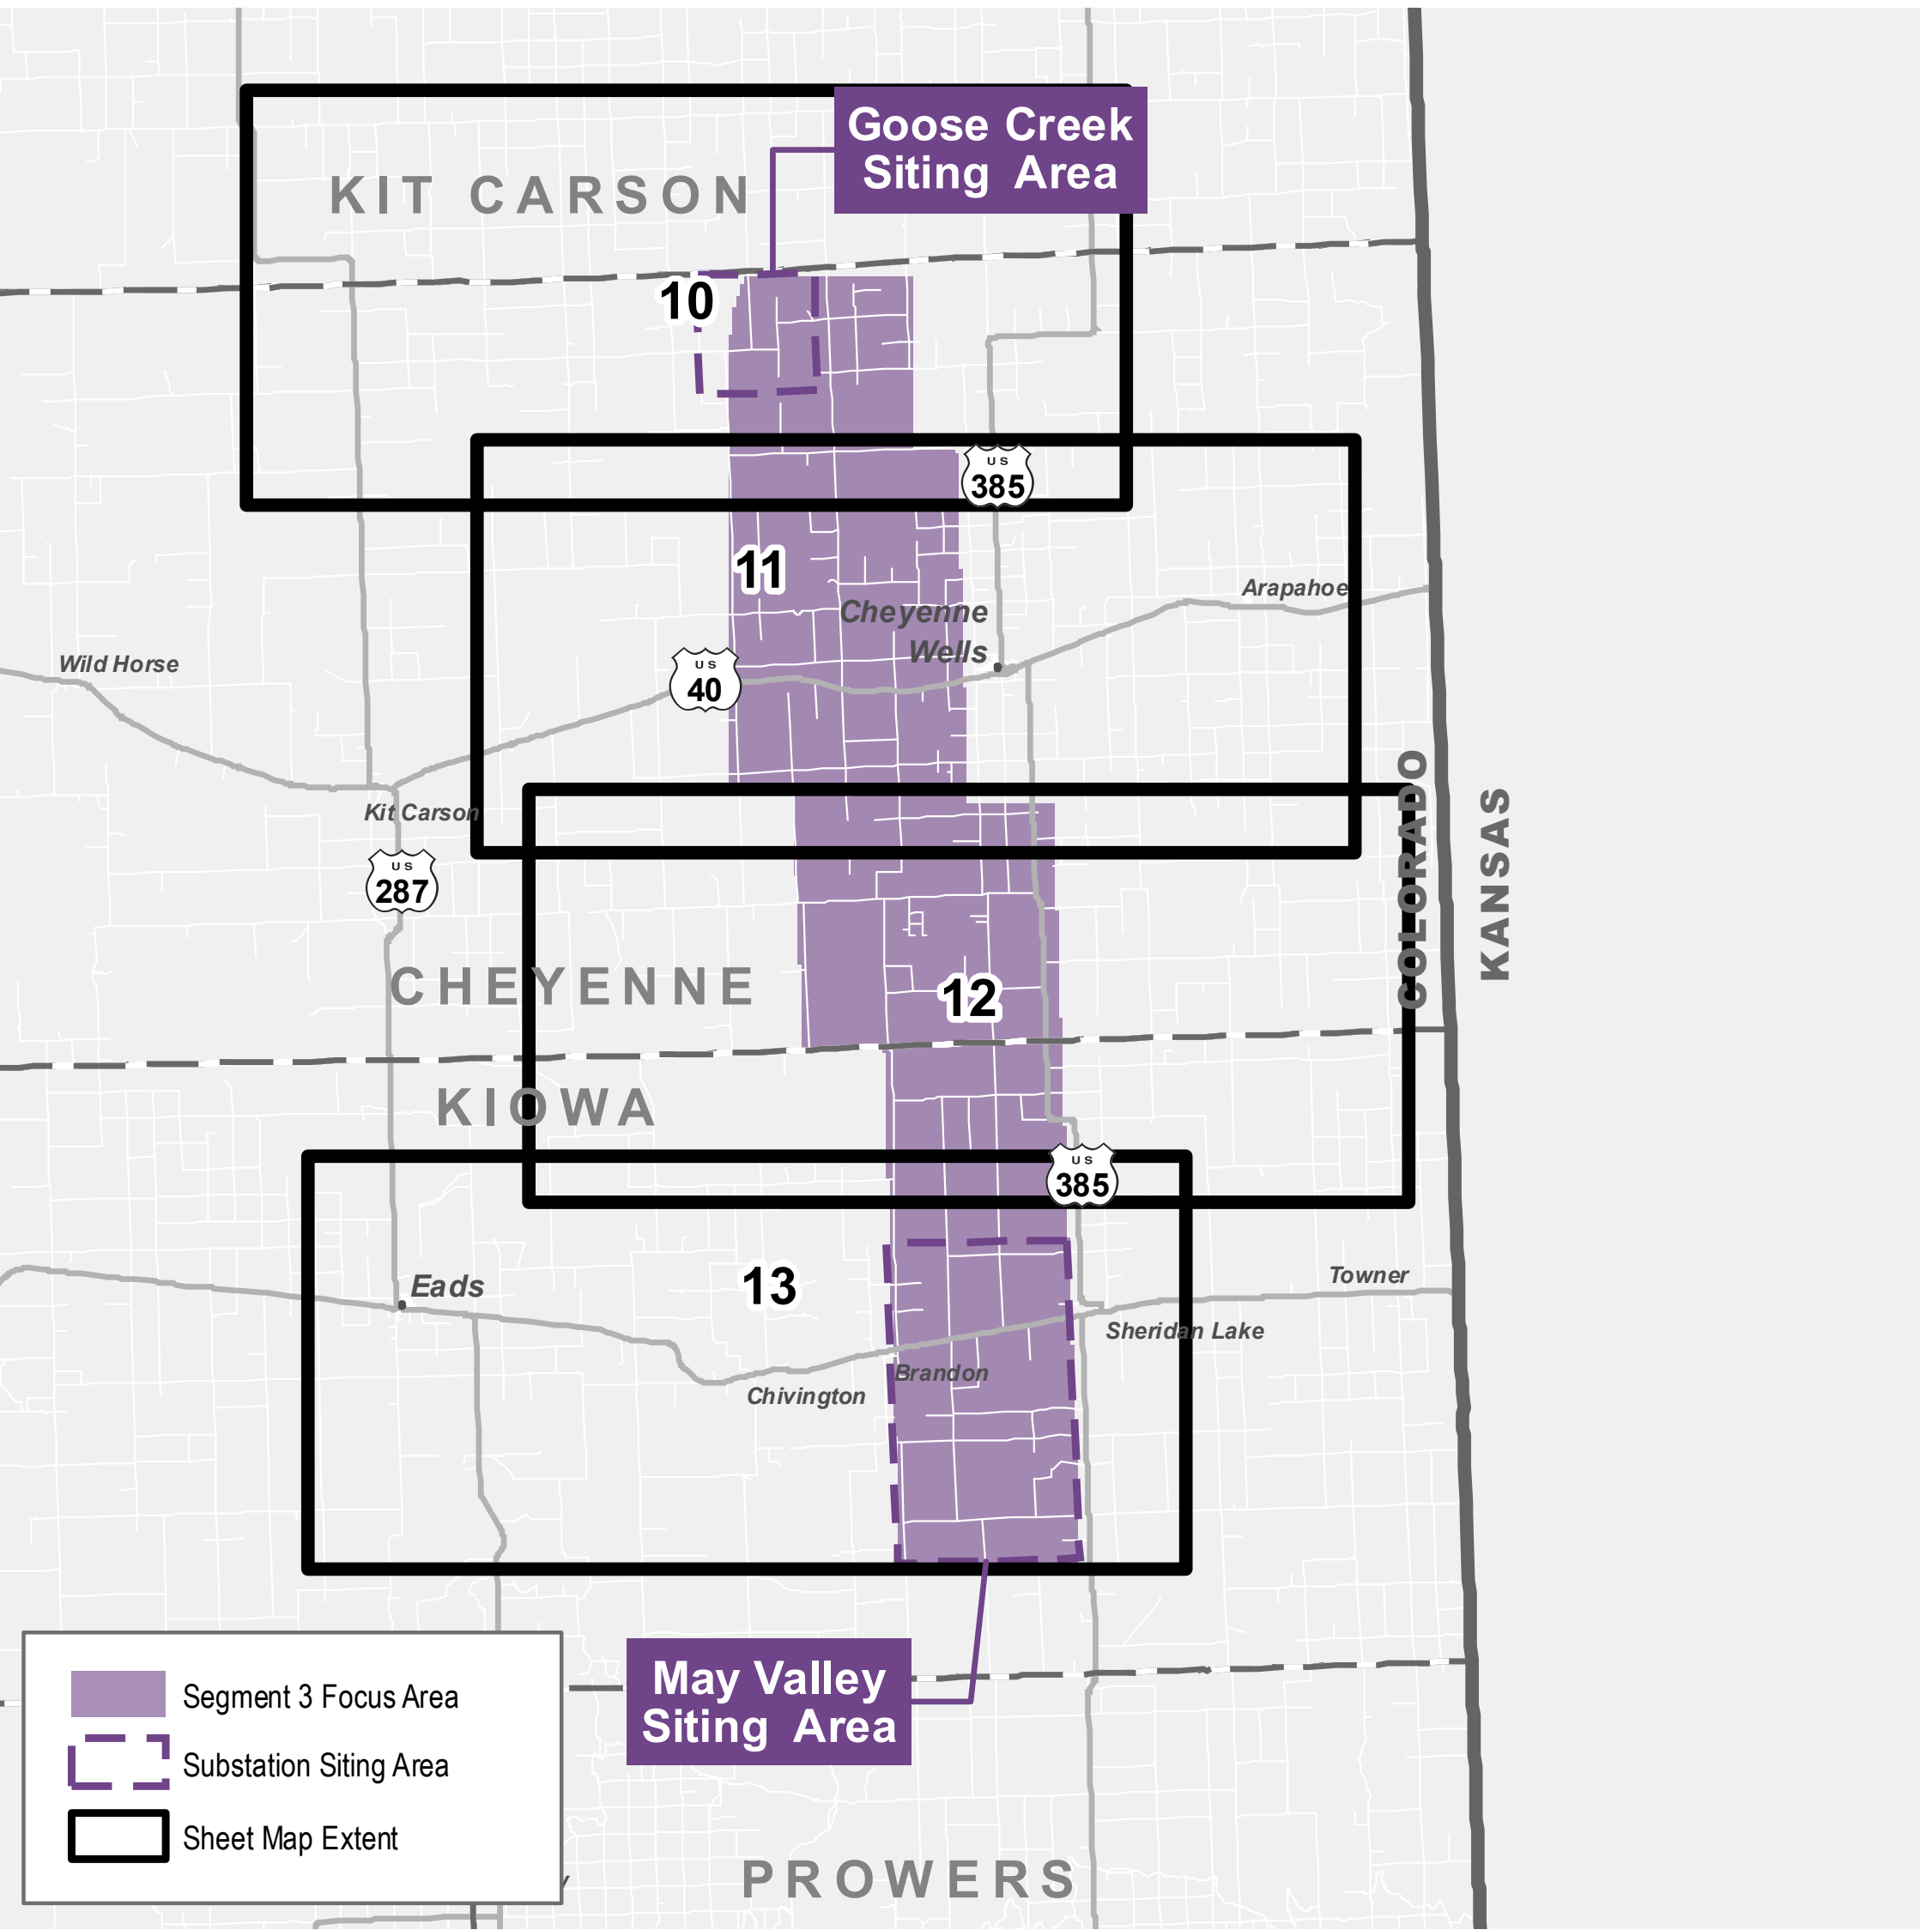 Goose Creek
Siting Area
KIT CARSON
10
US
385
11
Arapahoe
Cheyenne
Wells
Wild Horse
US
40
Kit Carson
COLORADO
KANSAS
US
287
CHEYENNE
12
KIOWA
US
385
13
Eads
Towner
Sheridan Lake
Brandon
Chivington
May Valley
Siting Area
Segment 3 Focus Area
Substation Siting Area
Sheet Map Extent
PROWERS